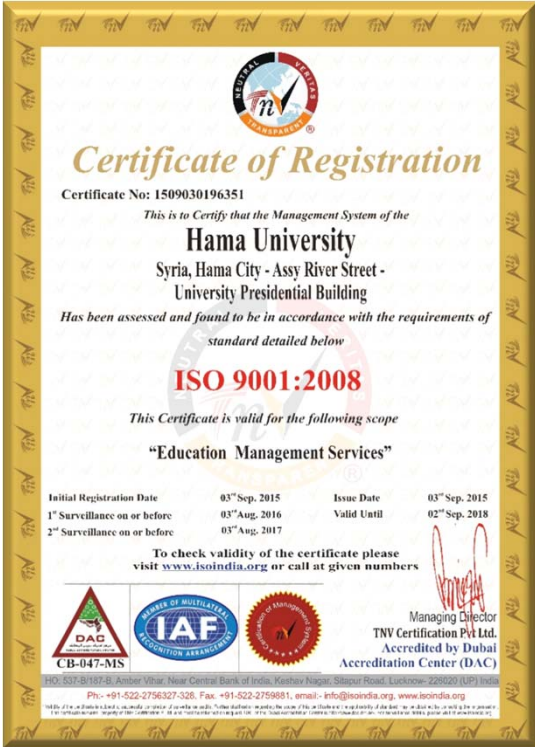 NEUTRAL VERITAS
TNV
TRANSPARENT
®
Certificate of Registration
Certificate No: 1509030196351
This is to Certify that the Management System of the
Hama University
Syria, Hama City - Assy River Street -
University Presidential Building
Has been assessed and found to be in accordance with the requirements of
standard detailed below
ISO 9001:2008
This Certificate is valid for the following scope
“Education Management Services”
Initial Registration Date 03rd Sep. 2015 Issue Date 03rd Sep. 2015
1st Surveillance on or before 03rd Aug. 2016 Valid Until 02nd Sep. 2018
2nd Surveillance on or before 03rd Aug. 2017
To check validity of the certificate please
visit www.isoindia.org or call at given numbers
DAC
CB-047-MS
MEMBER OF MULTILATERAL
IAF
RECOGNITION ARRANGEMENT
Certification of Management System
Managing Director
TNV Certification Pvt Ltd.
Accredited by Dubai
Accreditation Center (DAC)
HO: 537-B/187-B, Amber Vihar, Near Central Bank of India, Keshav Nagar, Sitapur Road, Lucknow- 226020 (UP) India
Ph:- +91-522-2756327-328, Fax. +91-522-2759881, email:- info@isoindia.org, www.isoindia.org